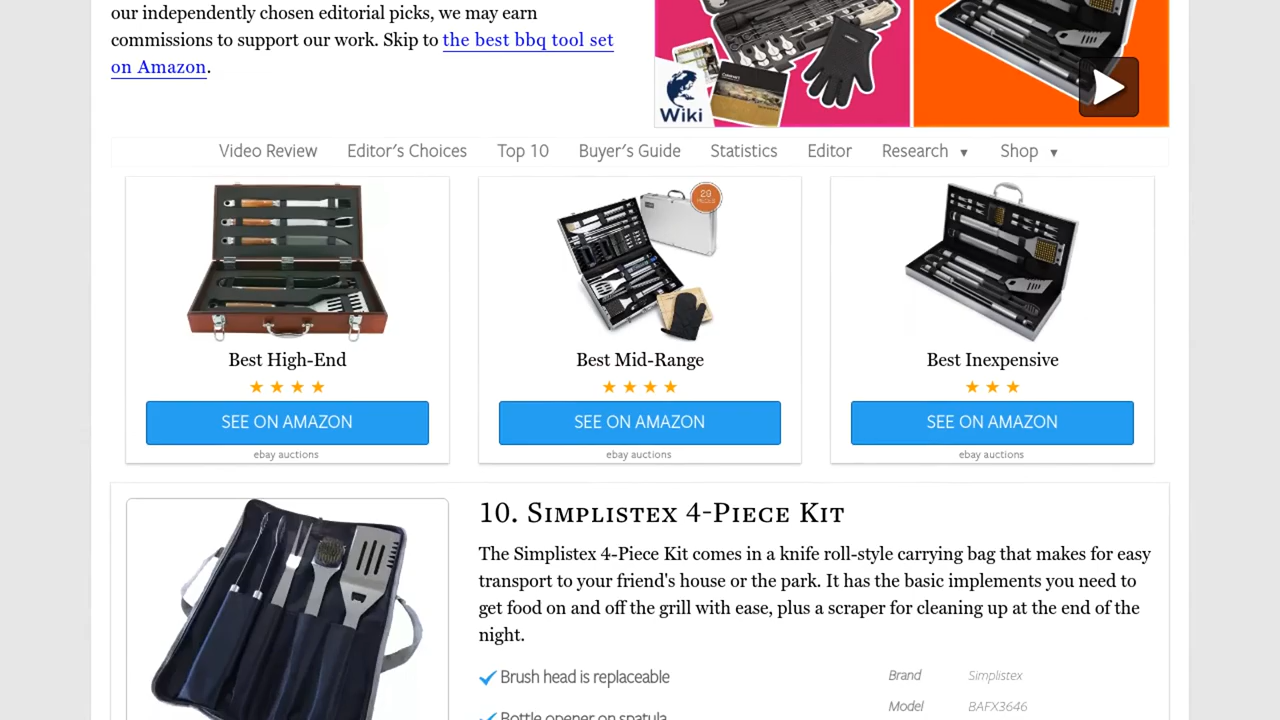 our independently chosen editorial picks, we may earn
commissions to support our work. Skip to the best bbq tool set
on Amazon.
Wiki
Video Review Editor's Choices Top 10 Buyer's Guide Statistics Editor Research ▼ Shop ▼
29
PIECES
Best High-End
Best Mid-Range
Best Inexpensive
SEE ON AMAZON
SEE ON AMAZON
SEE ON AMAZON
ebay auctions
ebay auctions
ebay auctions
10. Simplistex 4-Piece Kit
The Simplistex 4-Piece Kit comes in a knife roll-style carrying bag that makes for easy
transport to your friend's house or the park. It has the basic implements you need to
get food on and off the grill with ease, plus a scraper for cleaning up at the end of the
night.
Brush head is replaceable
Bottle opener on spatula
Brand Simplistex
Model BAFX3646